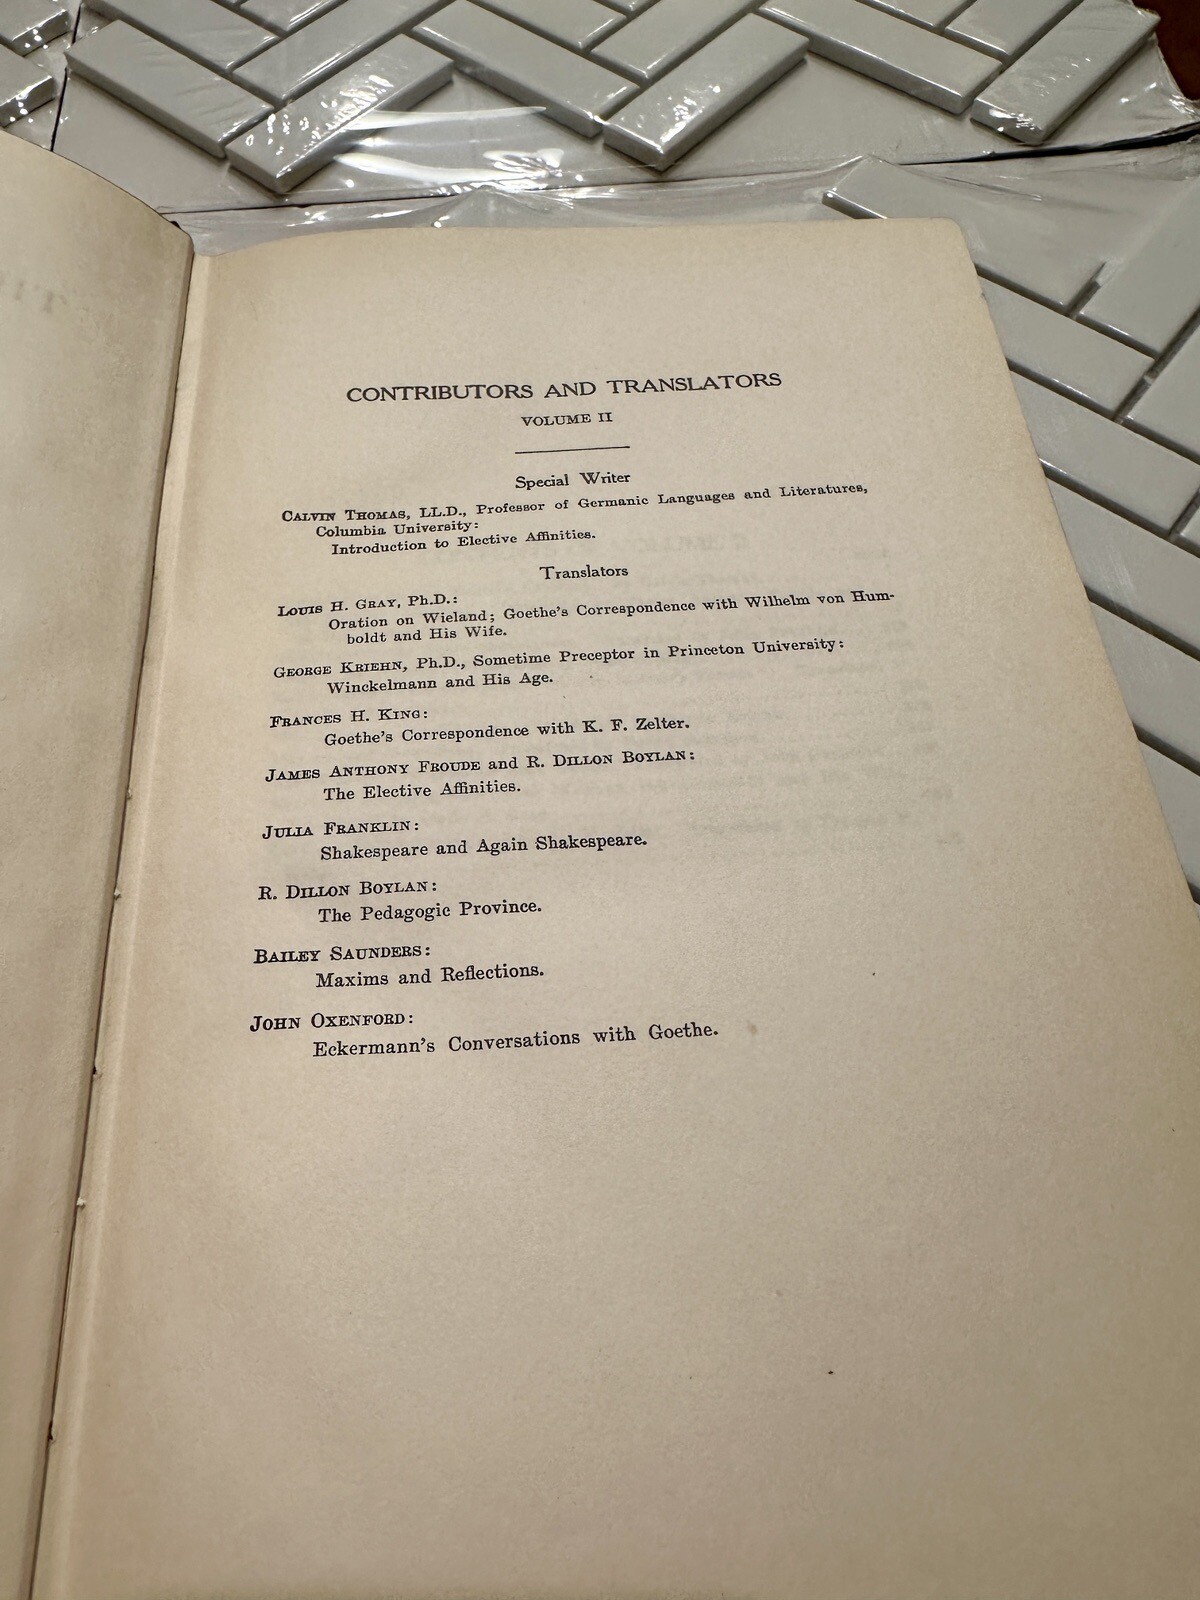 CONTRIBUTORS AND TRANSLATORS
VOLUME II
Special Writer
CALVIN THOMAS, LL.D., Professor of Germanic Languages and Literatures,
Columbia University:
Introduction to Elective Affinities.
Translators
LOUIS H. GRAY, Ph.D.:
Oration on Wieland; Goethe's Correspondence with Wilhelm von Hum-
boldt and His Wife.
GEORGE KRIEHN, Ph.D., Sometime Preceptor in Princeton University:
Winckelmann and His Age.
FRANCES H. KING:
Goethe's Correspondence with K. F. Zelter.
JAMES ANTHONY FROUDE and R. DILLON BOYLAN:
The Elective Affinities.
JULIA FRANKLIN:
Shakespeare and Again Shakespeare.
R. DILLON BOYLAN:
The Pedagogic Province.
BAILEY SAUNDERS:
Maxims and Reflections.
JOHN OXENFORD:
Eckermann's Conversations with Goethe.